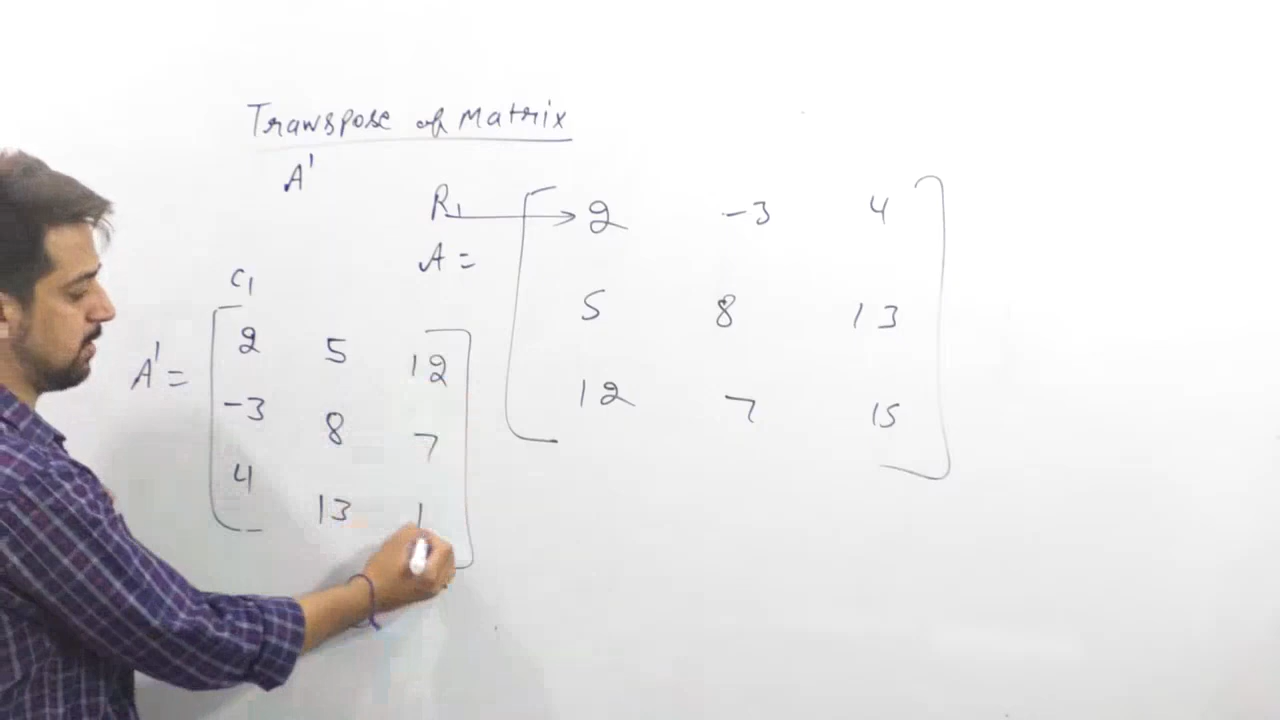 Transpose of Matrix
A'
R1 → 2 -3 4
A =
5 8 13
12 7 15
C1
2 5 12
A' =
-3 8 7
4 13 1